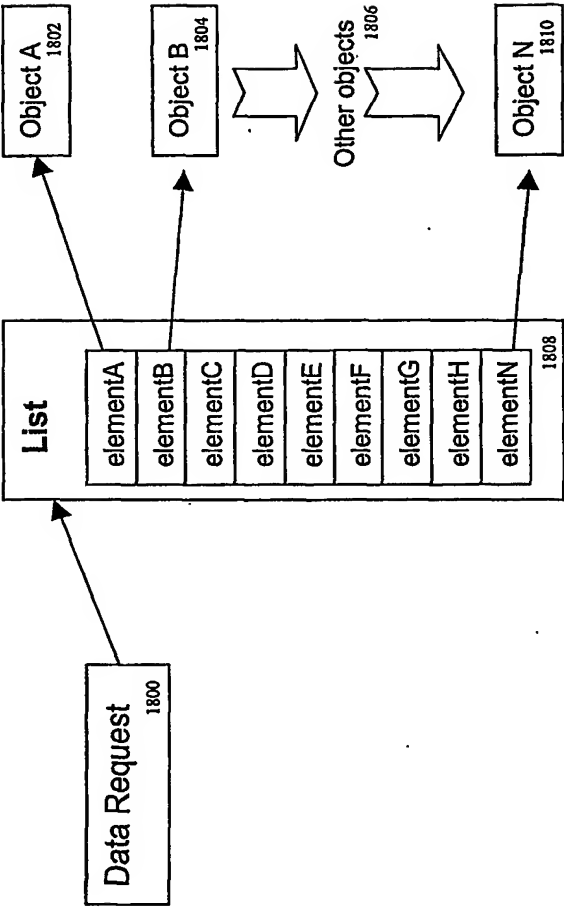 Data Request
1800
List
elementA
elementB
elementC
elementD
elementE
elementF
elementG
elementH
elementN
1808
Object A
1802
Object B
1804
Other objects
1806
Object N
1810